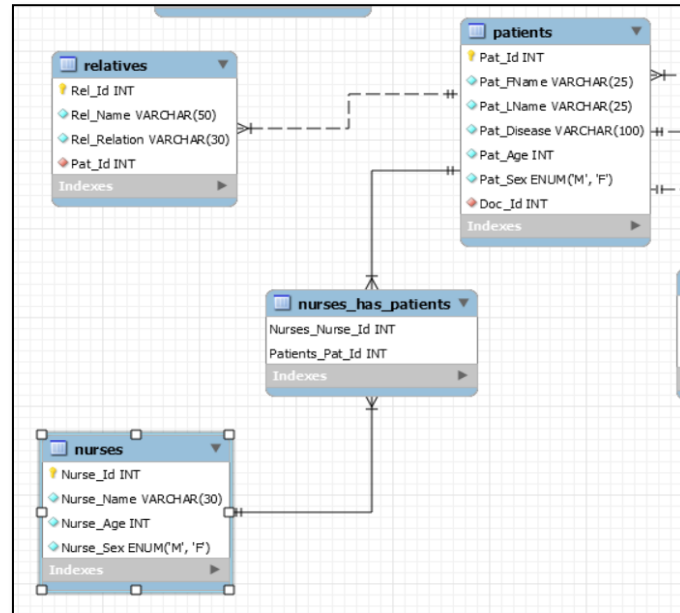 relatives
Rel_Id INT
Rel_Name VARCHAR(50)
Rel_Relation VARCHAR(30)
Pat_Id INT
Indexes
patients
Pat_Id INT
Pat_FName VARCHAR(25)
Pat_LName VARCHAR(25)
Pat_Disease VARCHAR(100)
Pat_Age INT
Pat_Sex ENUM('M', 'F')
Doc_Id INT
Indexes
nurses_has_patients
Nurses_Nurse_Id INT
Patients_Pat_Id INT
Indexes
nurses
Nurse_Id INT
Nurse_Name VARCHAR(30)
Nurse_Age INT
Nurse_Sex ENUM('M', 'F')
Indexes